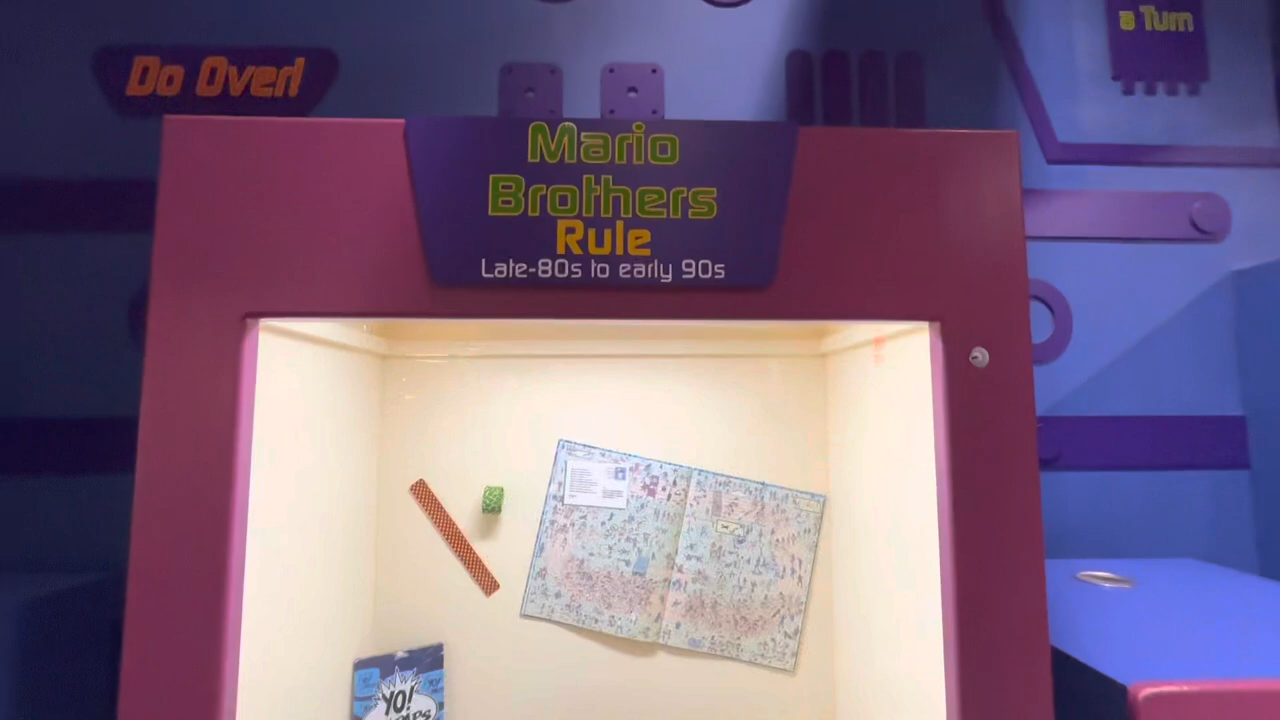 Do Over!
a Turn
Mario
Brothers
Rule
Late-80s to early 90s
YO!